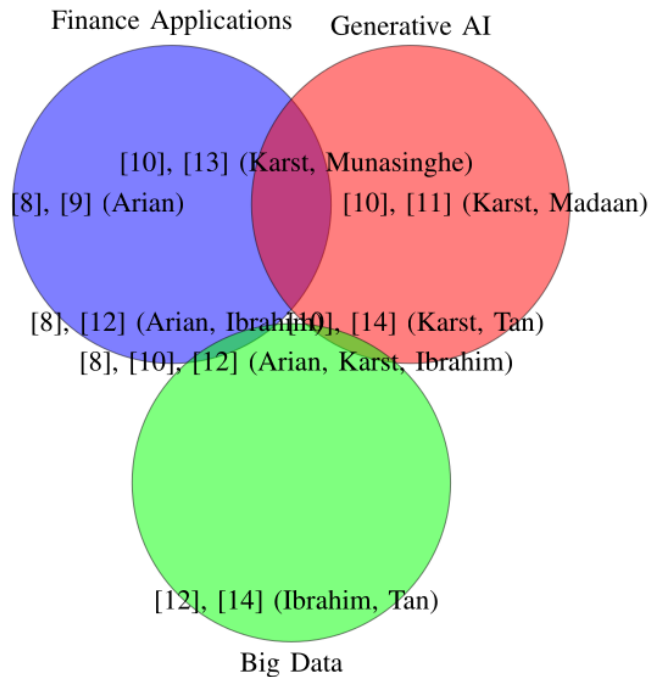 Finance Applications
Generative AI
[10], [13] (Karst, Munasinghe)
[8], [9] (Arian)
[10], [11] (Karst, Madaan)
[8], [12] (Arian, Ibrahim)
[10], [14] (Karst, Tan)
[8], [10], [12] (Arian, Karst, Ibrahim)
[12], [14] (Ibrahim, Tan)
Big Data